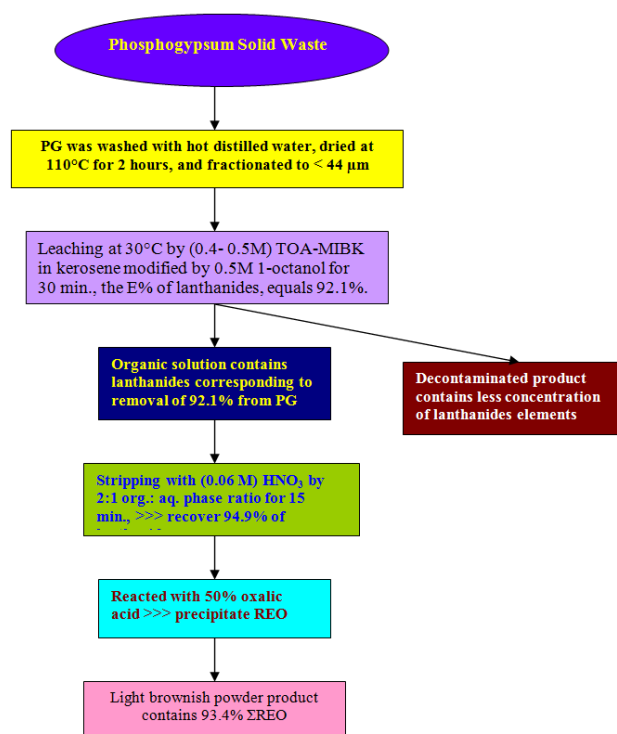 Phosphogypsum Solid Waste
PG was washed with hot distilled water, dried at
110°C for 2 hours, and fractionated to < 44 µm
Leaching at 30°C by (0.4- 0.5M) TOA-MIBK
in kerosene modified by 0.5M 1-octanol for
30 min., the E% of lanthanides, equals 92.1%.
Organic solution contains
lanthanides corresponding to
removal of 92.1% from PG
Decontaminated product
contains less concentration
of lanthanides elements
Stripping with (0.06 M) HNO₃ by
2:1 org.: aq. phase ratio for 15
min., >>> recover 94.9% of
Reacted with 50% oxalic
acid >>> precipitate REO
Light brownish powder product
contains 93.4% ΣREO